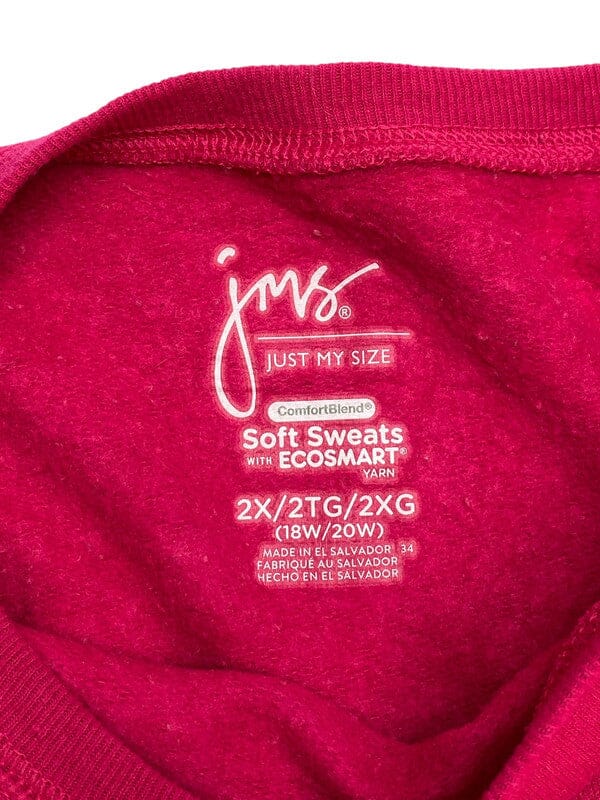 jms®
JUST MY SIZE
ComfortBlend®
Soft Sweats
WITH ECOSMART®
YARN
2X/2TG/2XG
(18W/20W)
MADE IN EL SALVADOR 34
FABRIQUÉ AU SALVADOR
HECHO EN EL SALVADOR